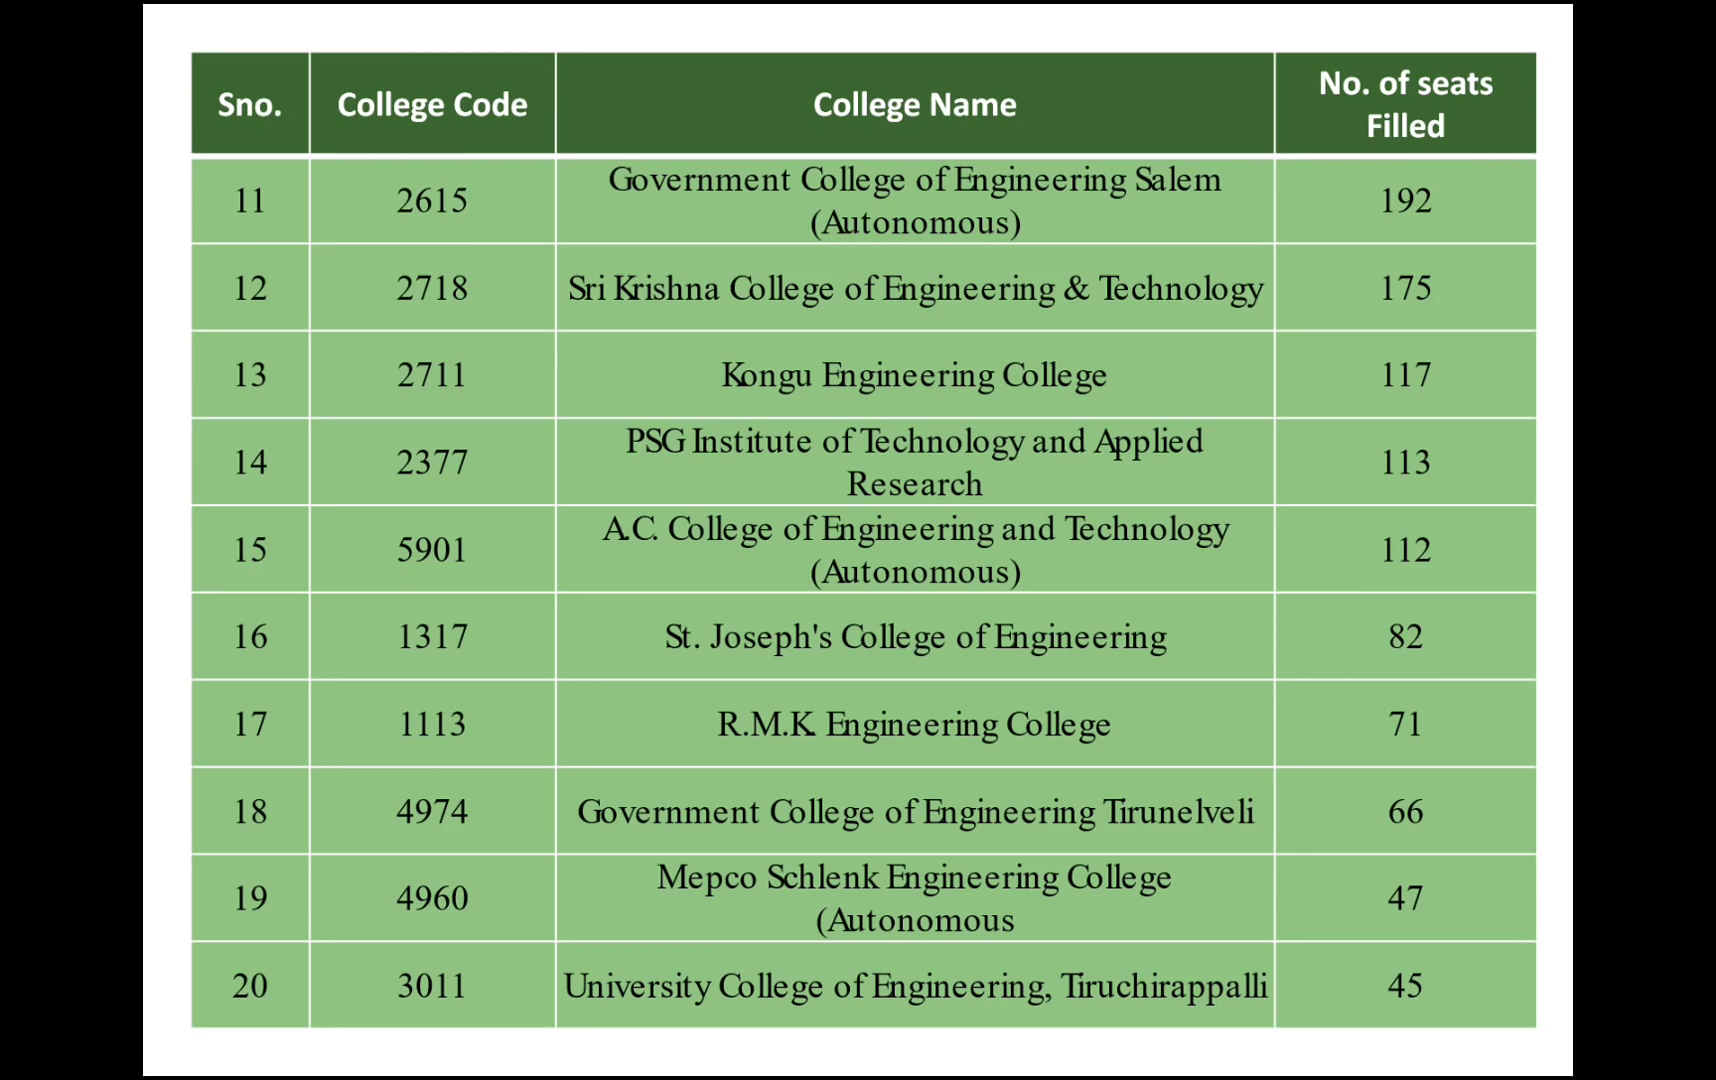 Sno. College Code College Name No. of seats
Filled
11 2615 Government College of Engineering Salem
(Autonomous) 192
12 2718 Sri Krishna College of Engineering & Technology 175
13 2711 Kongu Engineering College 117
14 2377 PSG Institute of Technology and Applied
Research 113
15 5901 A.C. College of Engineering and Technology
(Autonomous) 112
16 1317 St. Joseph's College of Engineering 82
17 1113 R.M.K. Engineering College 71
18 4974 Government College of Engineering Tirunelveli 66
19 4960 Mepco Schlenk Engineering College
(Autonomous 47
20 3011 University College of Engineering, Tiruchirappalli 45